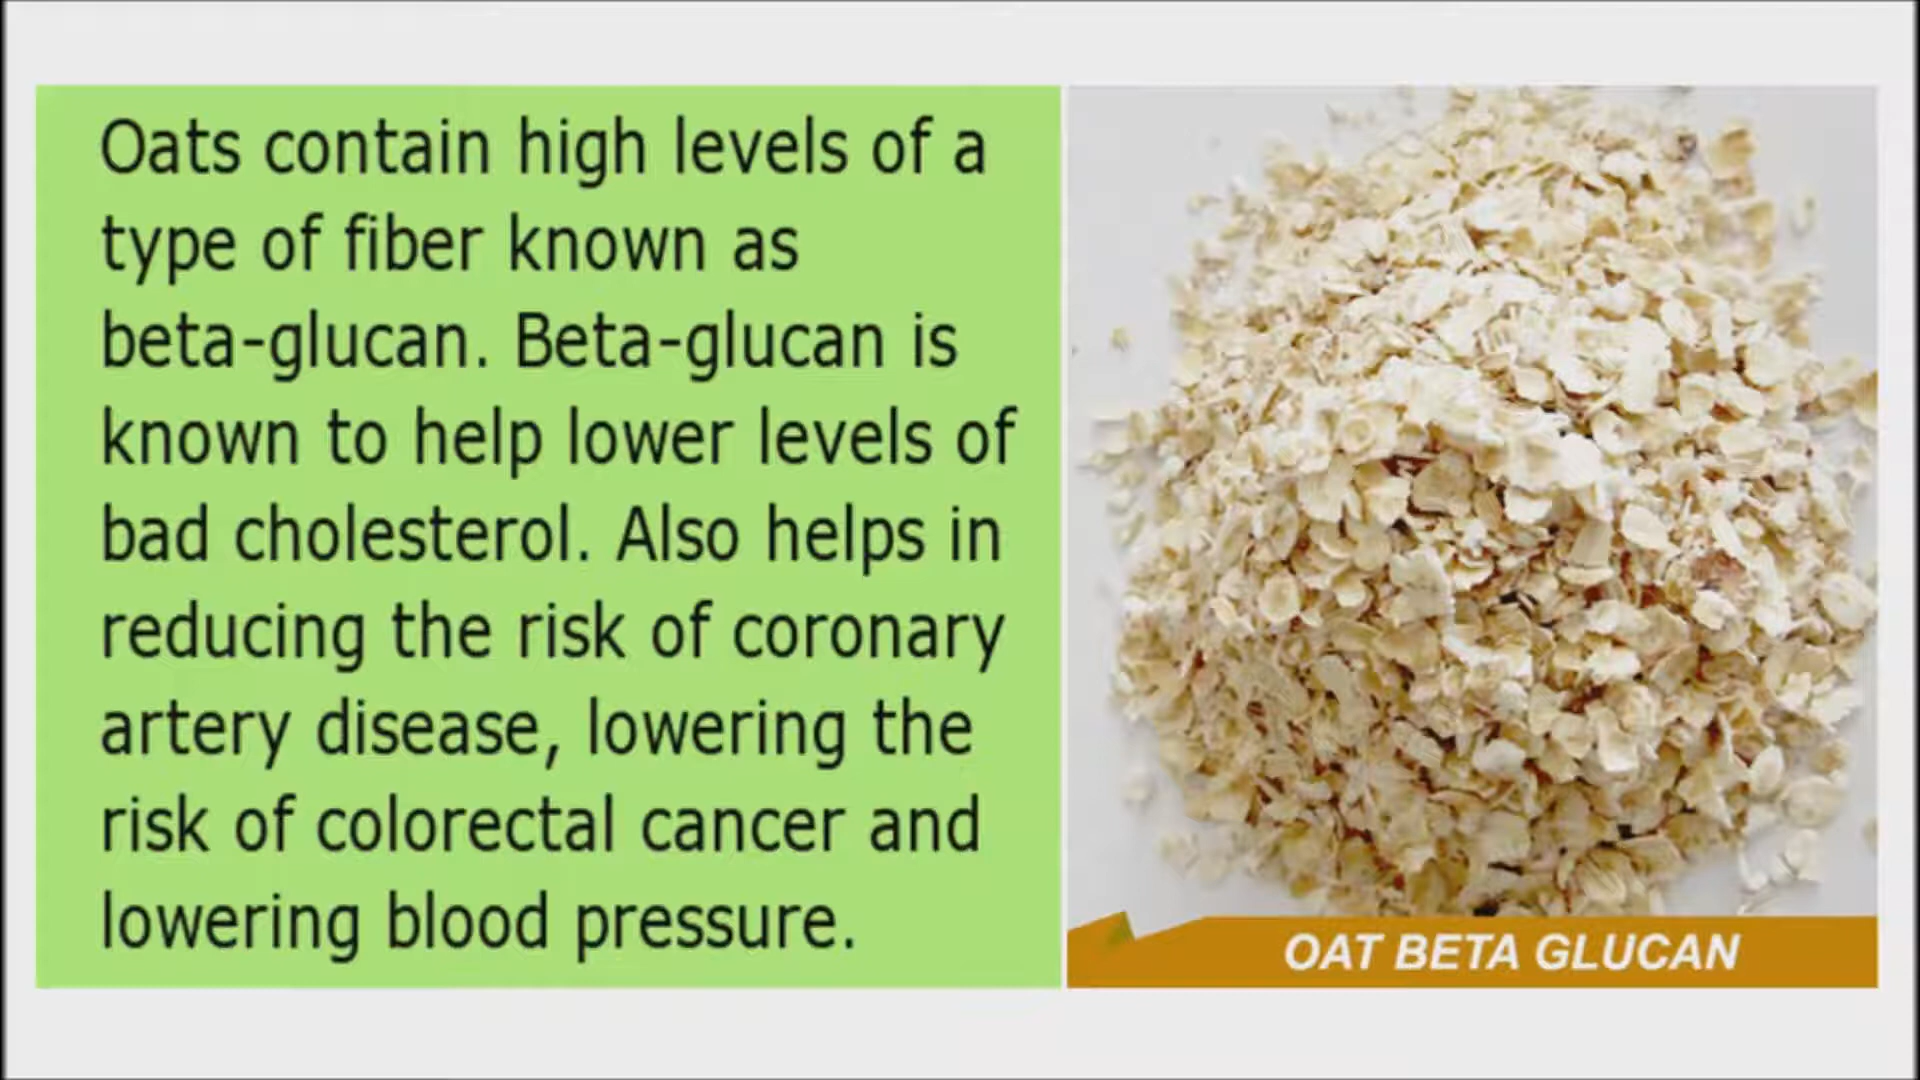 Oats contain high levels of a
type of fiber known as
beta-glucan. Beta-glucan is
known to help lower levels of
bad cholesterol. Also helps in
reducing the risk of coronary
artery disease, lowering the
risk of colorectal cancer and
lowering blood pressure.
OAT BETA GLUCAN